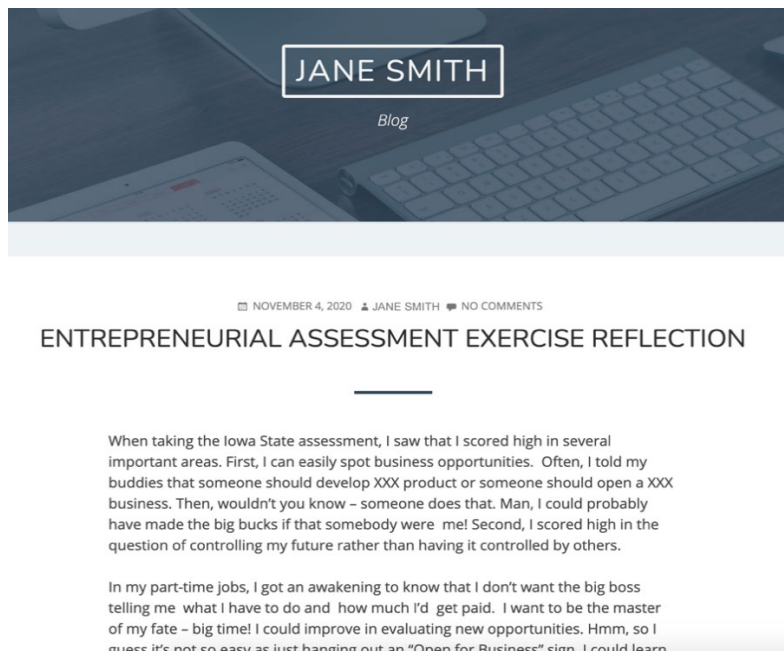 JANE SMITH
Blog
NOVEMBER 4, 2020 JANE SMITH NO COMMENTS
ENTREPRENEURIAL ASSESSMENT EXERCISE REFLECTION
When taking the Iowa State assessment, I saw that I scored high in several
important areas. First, I can easily spot business opportunities.  Often, I told my
buddies that someone should develop XXX product or someone should open a XXX
business. Then, wouldn’t you know – someone does that. Man, I could probably
have made the big bucks if that somebody were  me! Second, I scored high in the
question of controlling my future rather than having it controlled by others.
In my part-time jobs, I got an awakening to know that I don’t want the big boss
telling me  what I have to do and  how much I’d  get paid.  I want to be the master
of my fate – big time! I could improve in evaluating new opportunities. Hmm, so I
guess it’s not so easy as just hanging out an “Open for Business” sign. I could learn